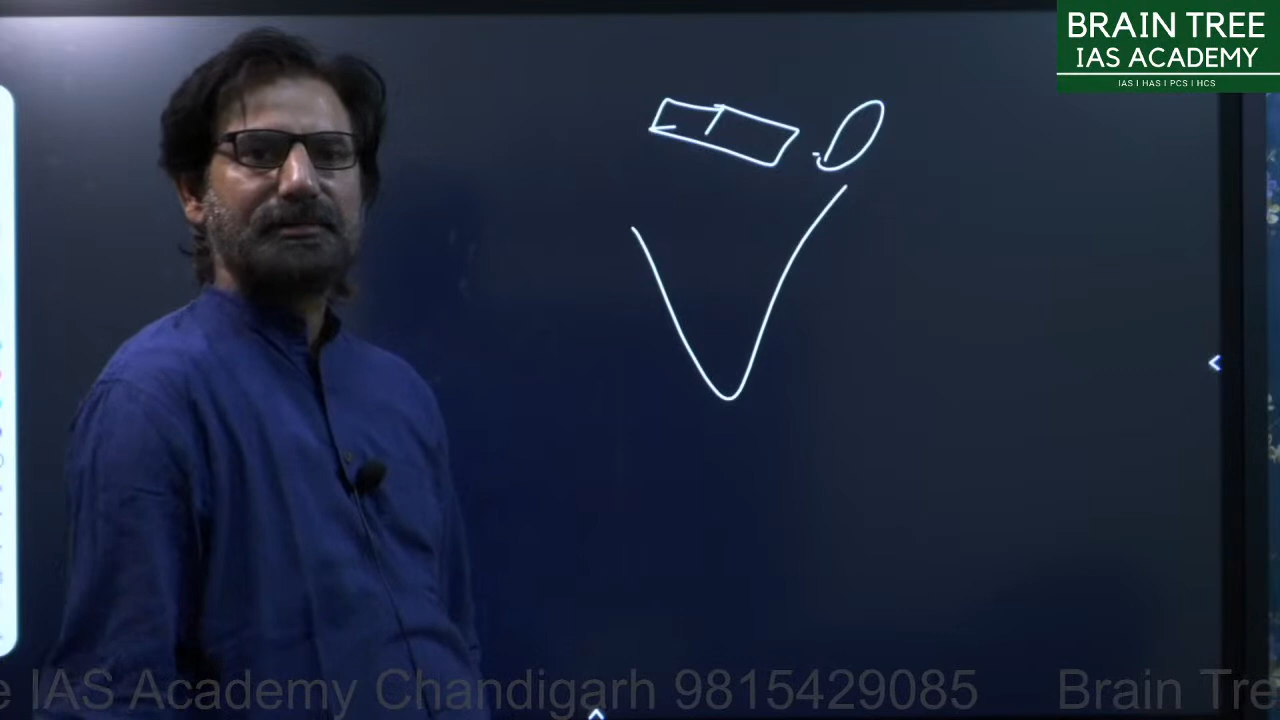 BRAIN TREE
IAS ACADEMY
IAS I HAS I PCS I HCS
e IAS Academy Chandigarh 9815429085 Brain Tre